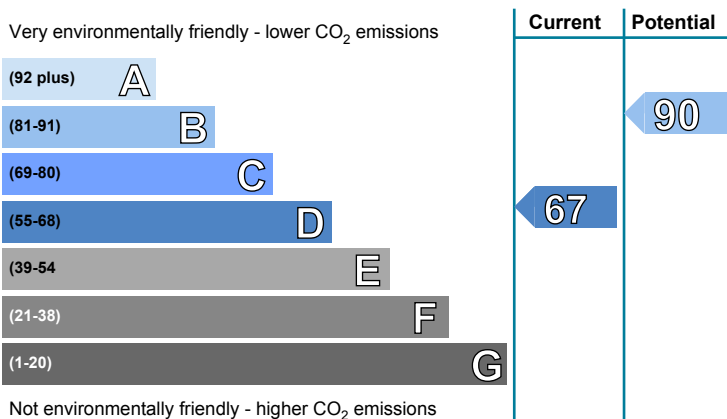 Very environmentally friendly - lower CO2 emissions
Current
Potential
(92 plus) A
(81-91) B
90
(69-80) C
(55-68) D
67
(39-54 E
(21-38) F
(1-20) G
Not environmentally friendly - higher CO2 emissions